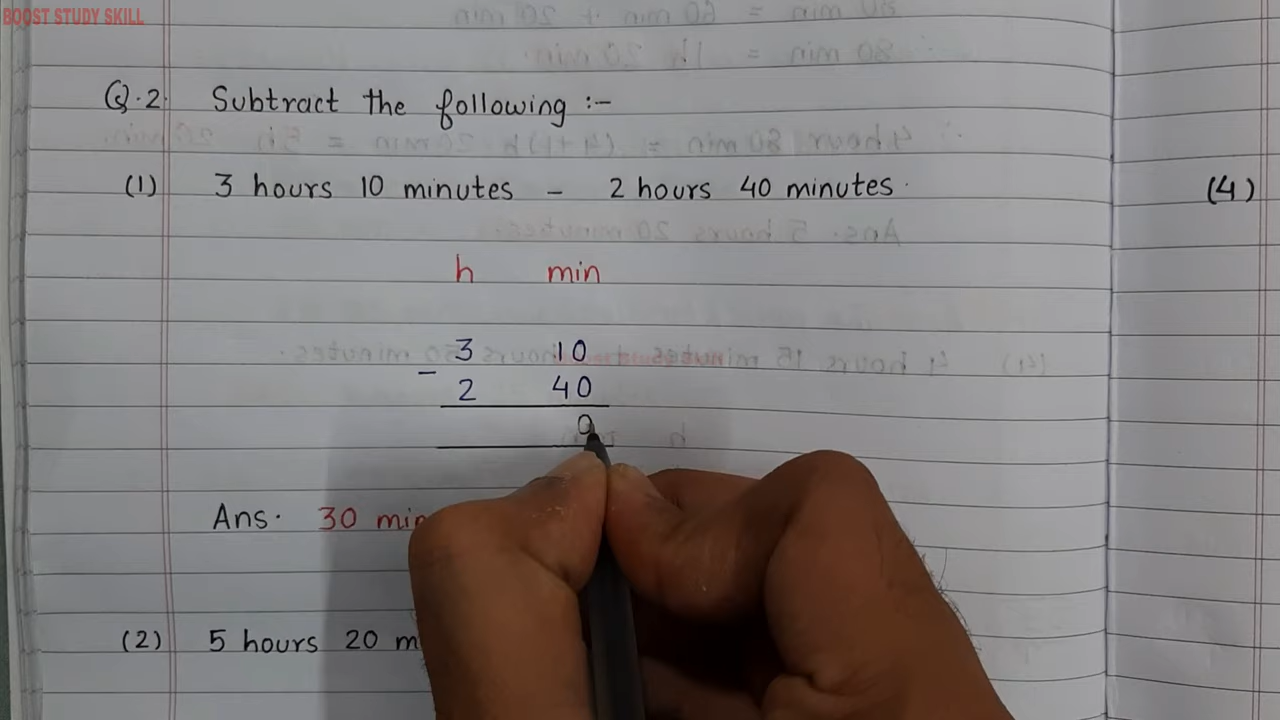 BOOST STUDY SKILL
Q.2. Subtract the following :-
(1) 3 hours 10 minutes - 2 hours 40 minutes.
(4)
h min
3 10
- 2 40
0
Ans. 30 min
(2) 5 hours 20 m